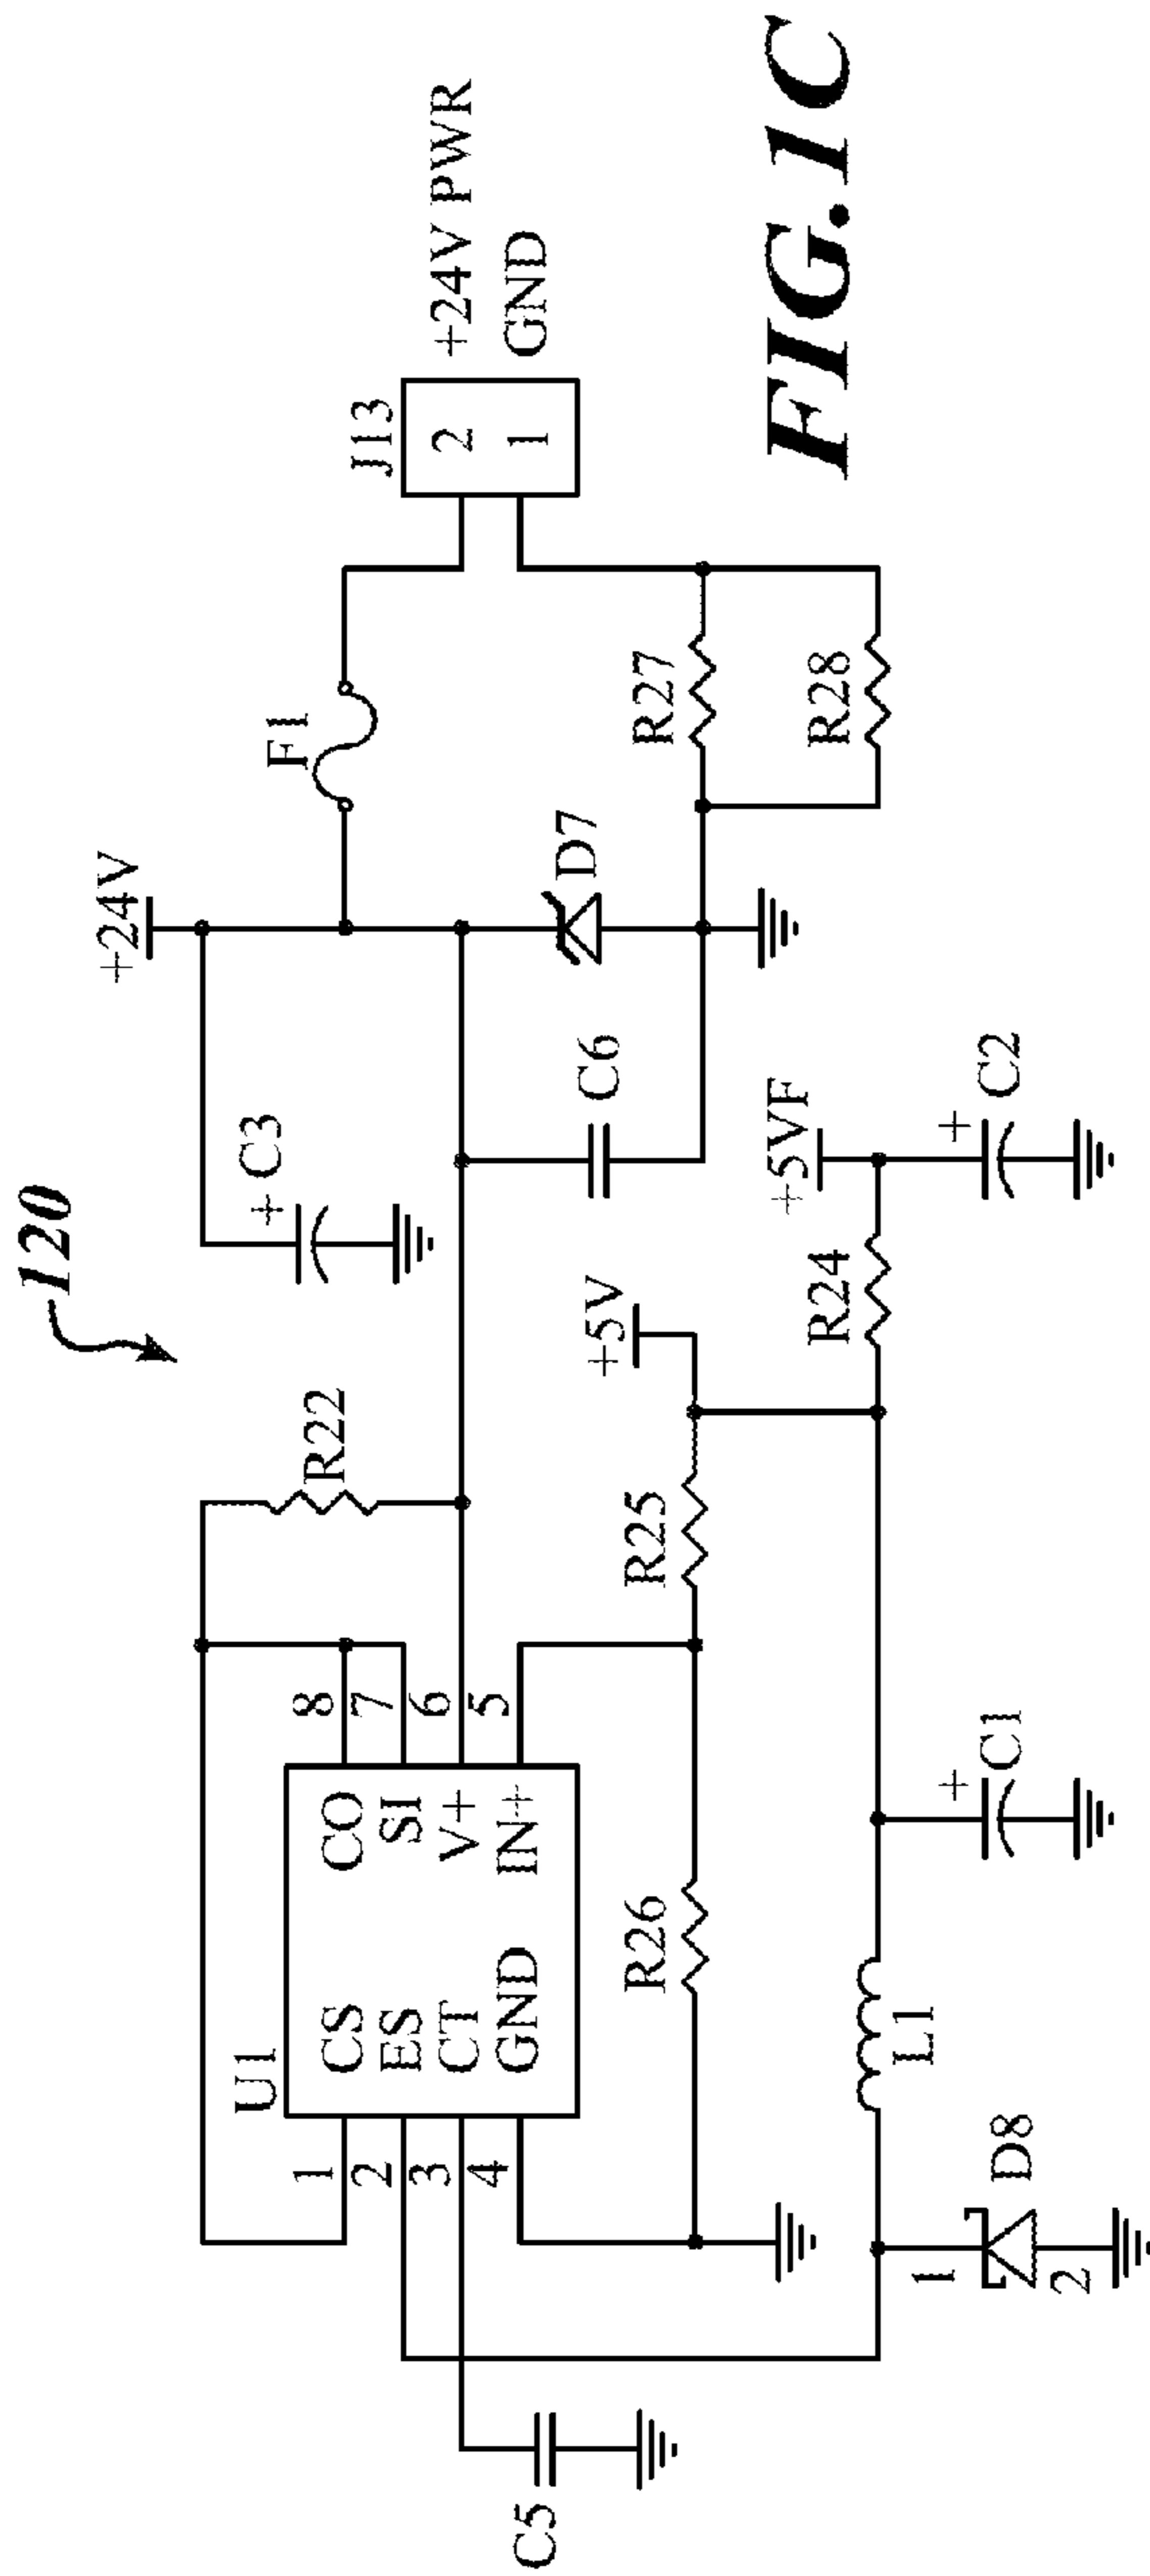 120
+24V
F1
J13
+24V PWR
2
GND
1
C3
+
D7
C6
R27
R28
R22
U1
1
CS
CO
8
2
ES
SI
7
3
CT
V+
6
4
GND
IN+
5
C5
R26
R25
+5V
+5VF
R24
L1
D8
1
2
C1
+
C2
+
FIG.1C